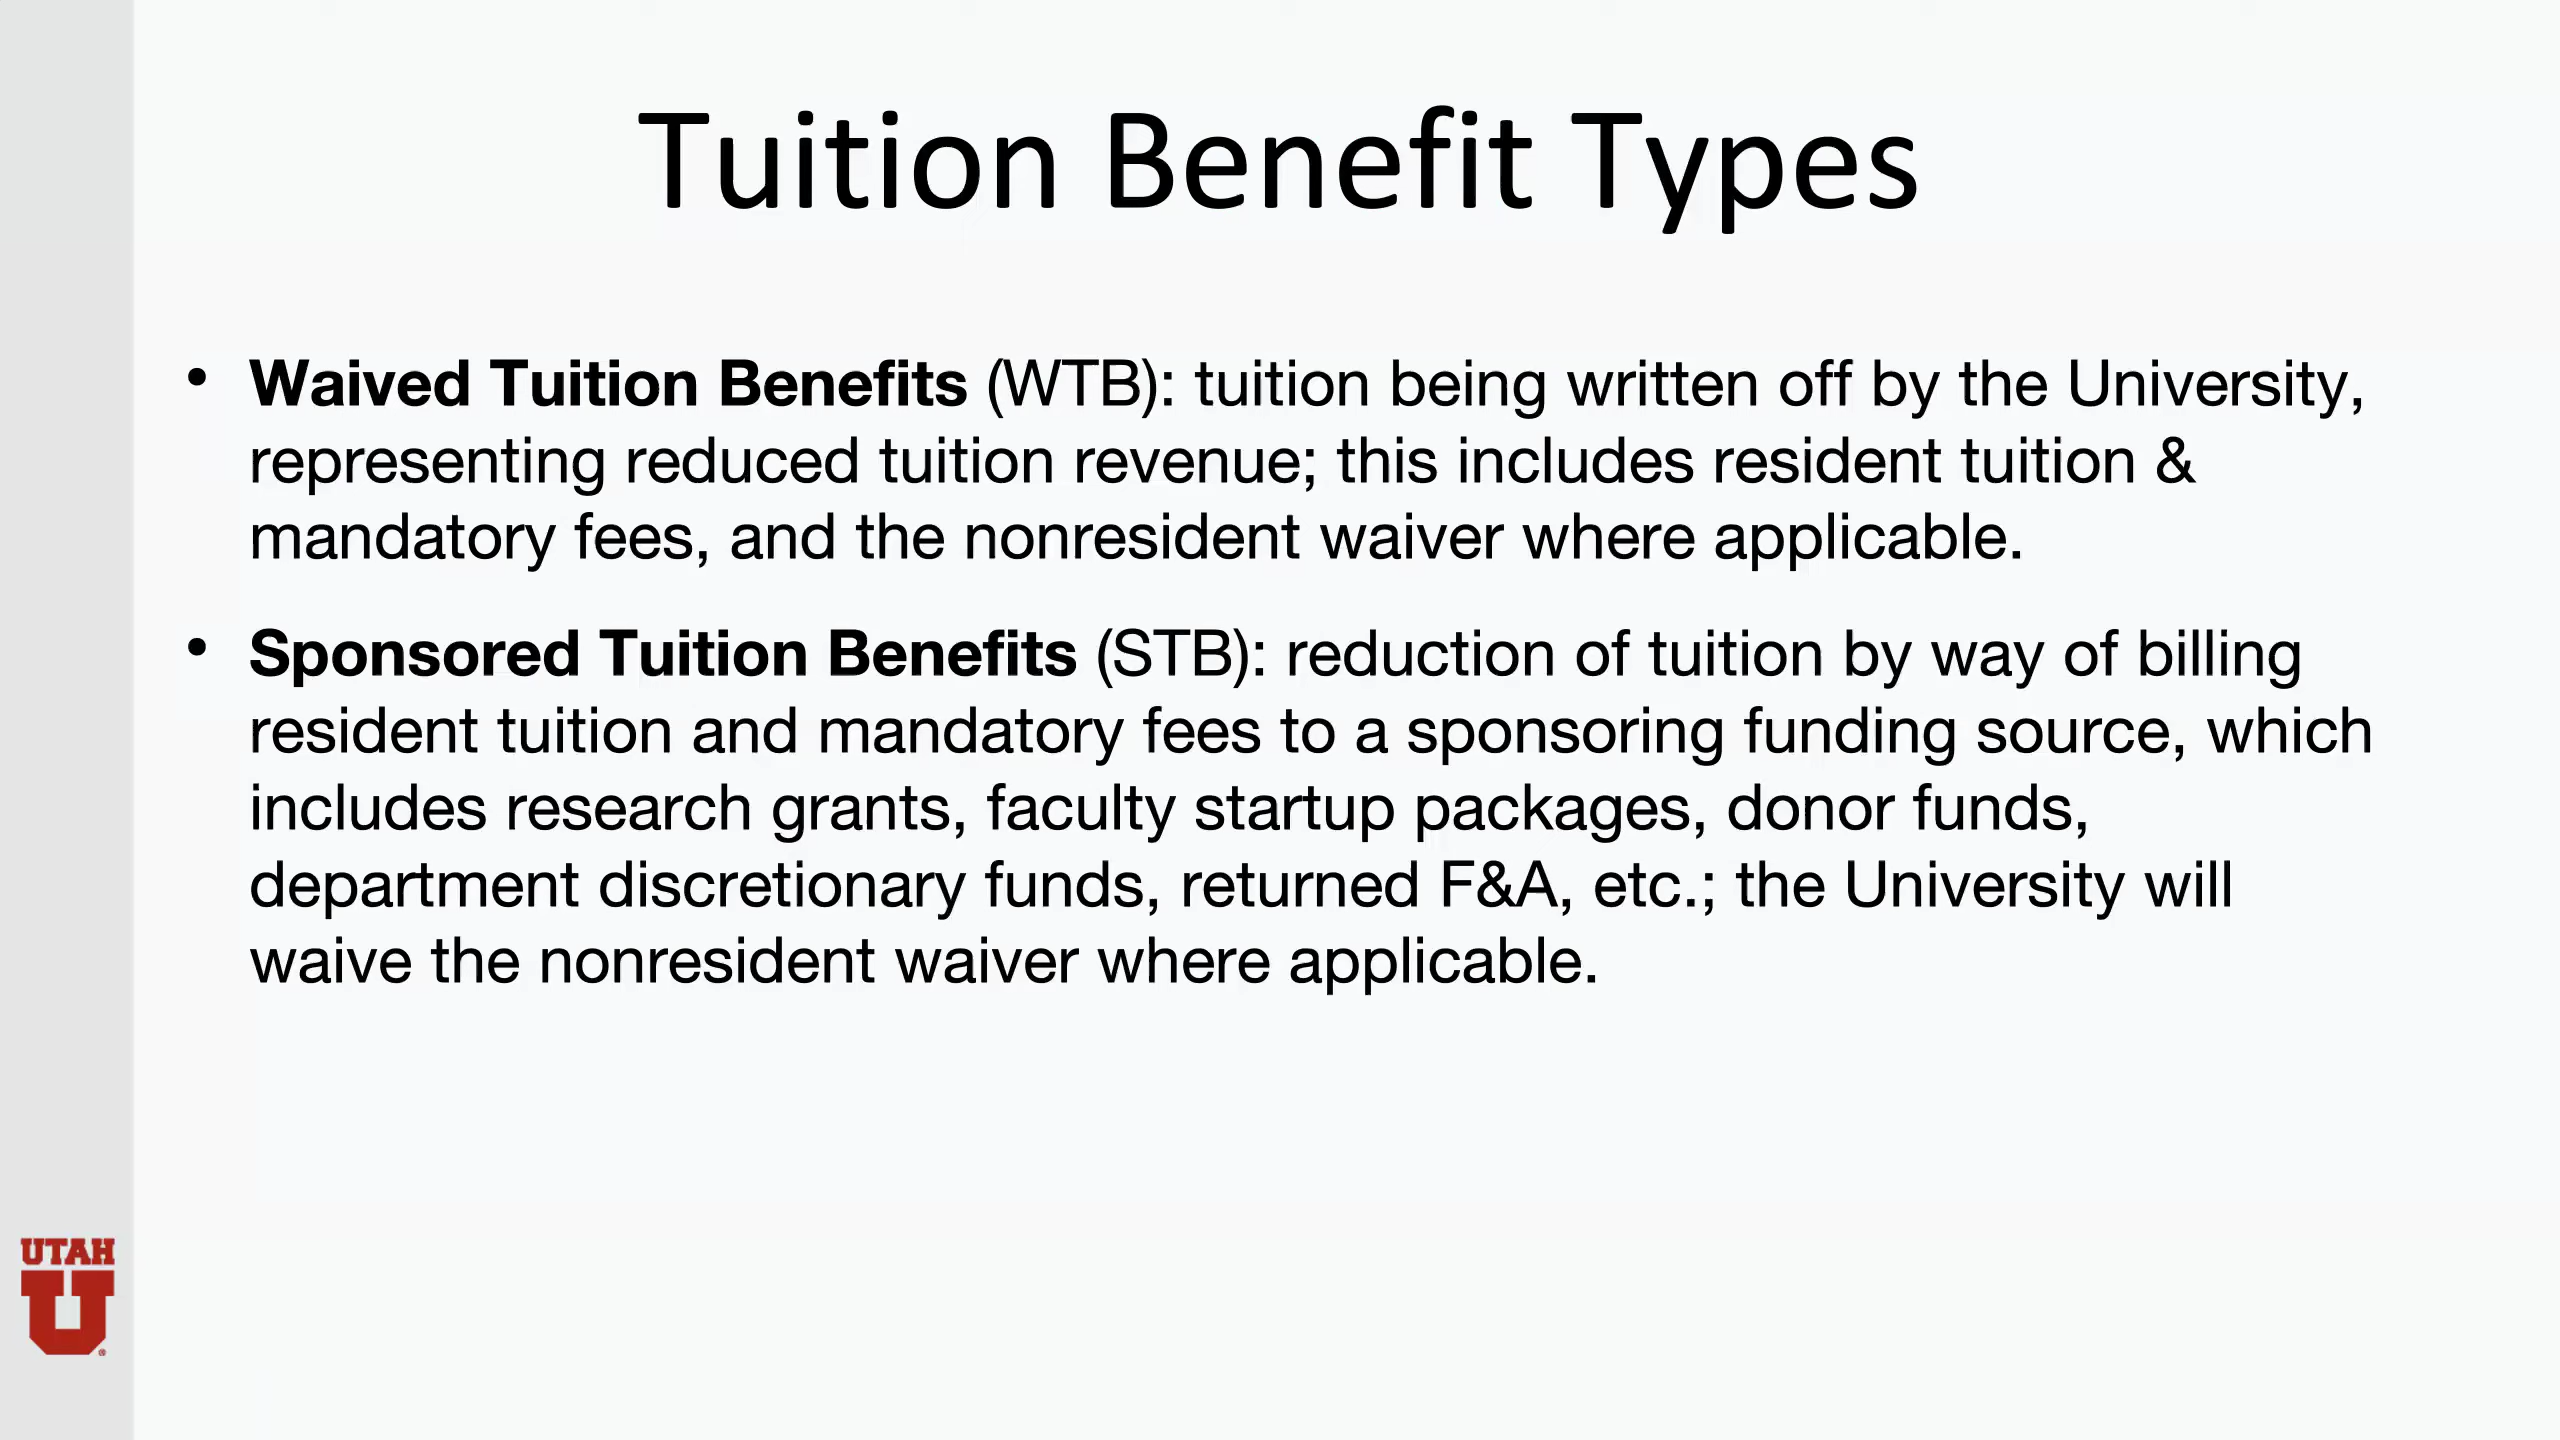 Tuition Benefit Types
• Waived Tuition Benefits (WTB): tuition being written off by the University,
representing reduced tuition revenue; this includes resident tuition &
mandatory fees, and the nonresident waiver where applicable.
• Sponsored Tuition Benefits (STB): reduction of tuition by way of billing
resident tuition and mandatory fees to a sponsoring funding source, which
includes research grants, faculty startup packages, donor funds,
department discretionary funds, returned F&A, etc.; the University will
waive the nonresident waiver where applicable.
UTAH
U
®